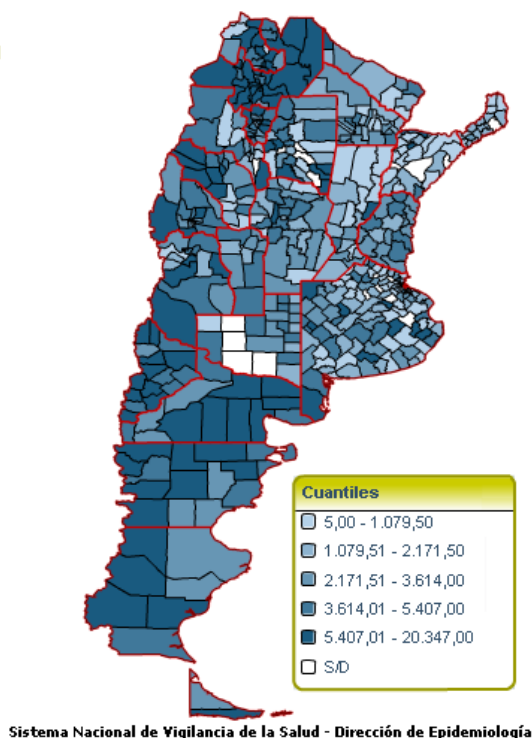 Cuantiles
5,00 - 1.079,50
1.079,51 - 2.171,50
2.171,51 - 3.614,00
3.614,01 - 5.407,00
5.407,01 - 20.347,00
S/D
Sistema Nacional de Vigilancia de la Salud - Dirección de Epidemiología